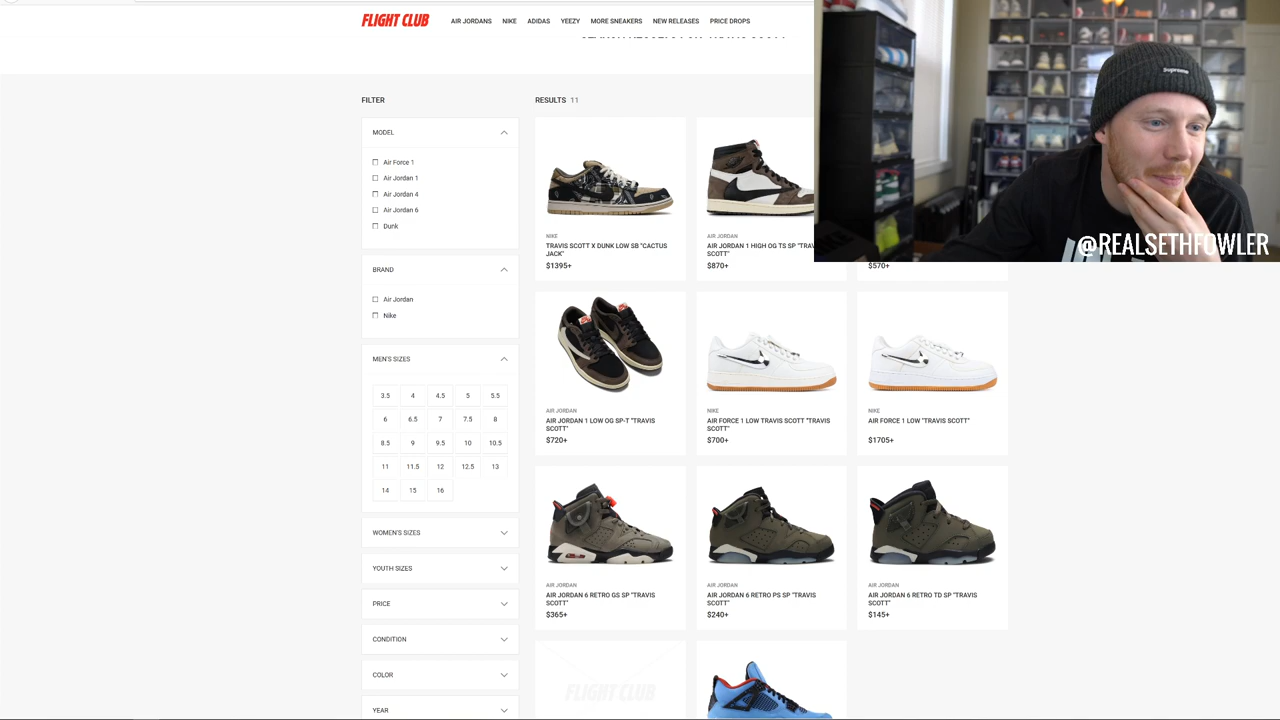 FLIGHT CLUB
AIR JORDANS NIKE ADIDAS YEEZY MORE SNEAKERS NEW RELEASES PRICE DROPS
FILTER
MODEL
Air Force 1
Air Jordan 1
Air Jordan 4
Air Jordan 6
Dunk
BRAND
Air Jordan
Nike
MEN'S SIZES
3.5 4 4.5 5 5.5
6 6.5 7 7.5 8
8.5 9 9.5 10 10.5
11 11.5 12 12.5 13
14 15 16
WOMEN'S SIZES
YOUTH SIZES
PRICE
CONDITION
COLOR
YEAR
RESULTS 11
NIKE
TRAVIS SCOTT X DUNK LOW SB "CACTUS
JACK"
$1395+
AIR JORDAN
AIR JORDAN 1 HIGH OG TS SP
SCOTT"
$870+
$570+
AIR JORDAN
AIR JORDAN 1 LOW OG SP-T "TRAVIS
SCOTT"
$720+
NIKE
AIR FORCE 1 LOW TRAVIS SCOTT "TRAVIS
SCOTT"
$700+
NIKE
AIR FORCE 1 LOW "TRAVIS SCOTT"
$1705+
AIR JORDAN
AIR JORDAN 6 RETRO GS SP "TRAVIS
SCOTT"
$365+
AIR JORDAN
AIR JORDAN 6 RETRO PS SP "TRAVIS
SCOTT"
$240+
AIR JORDAN
AIR JORDAN 6 RETRO TD SP "TRAVIS
SCOTT"
$145+
FLIGHT CLUB
Supreme
@REALSETHFOWLER